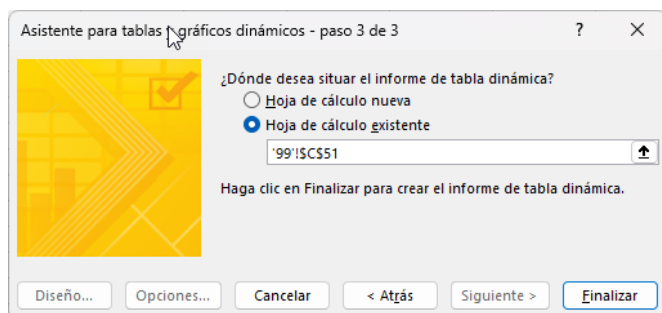 Asistente para tablas y gráficos dinámicos - paso 3 de 3
¿Dónde desea situar el informe de tabla dinámica?
Hoja de cálculo nueva
Hoja de cálculo existente
'99'!$C$51
Haga clic en Finalizar para crear el informe de tabla dinámica.
Diseño... Opciones... Cancelar < Atrás Siguiente > Finalizar